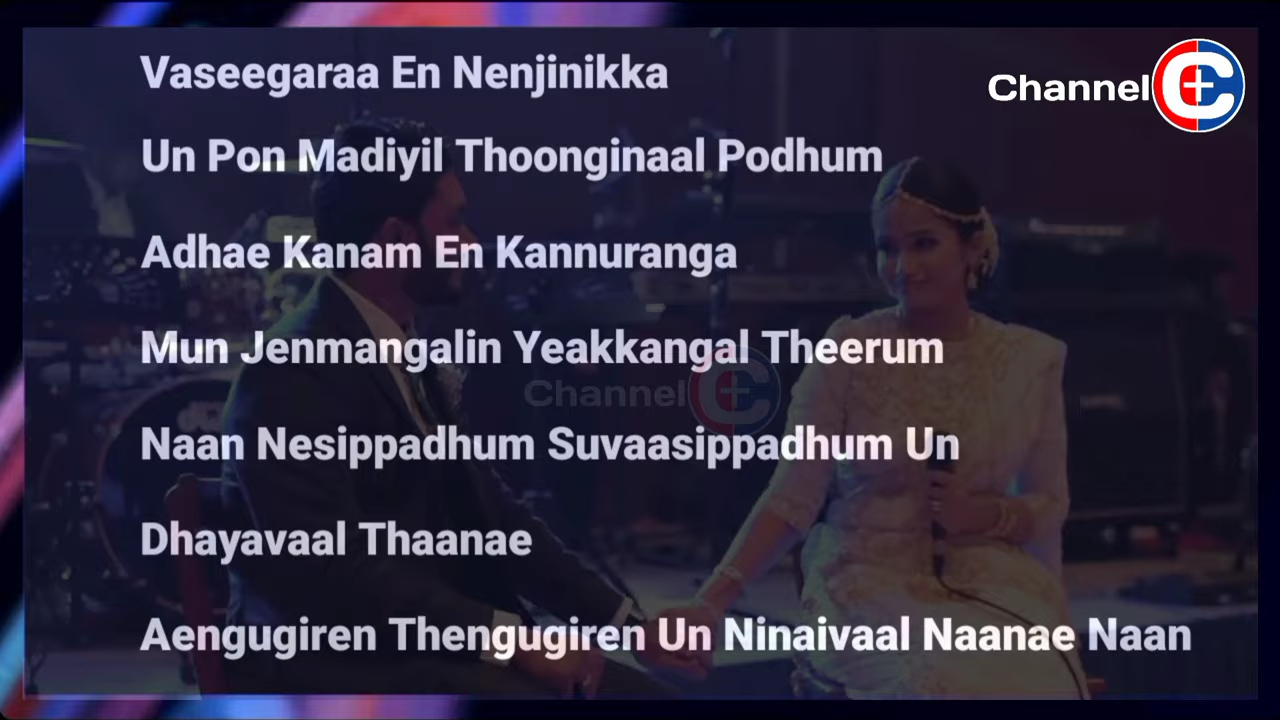 Vaseegaraa En Nenjinikka
Channel C+
Un Pon Madiyil Thoonginaal Podhum
Adhae Kanam En Kannuranga
Mun Jenmangalin Yeakkangal Theerum
Channel C+
Naan Nesippadhum Suvaasippadhum Un
Dhayavaal Thaanae
Aengugiren Thengugiren Un Ninaivaal Naanae Naan